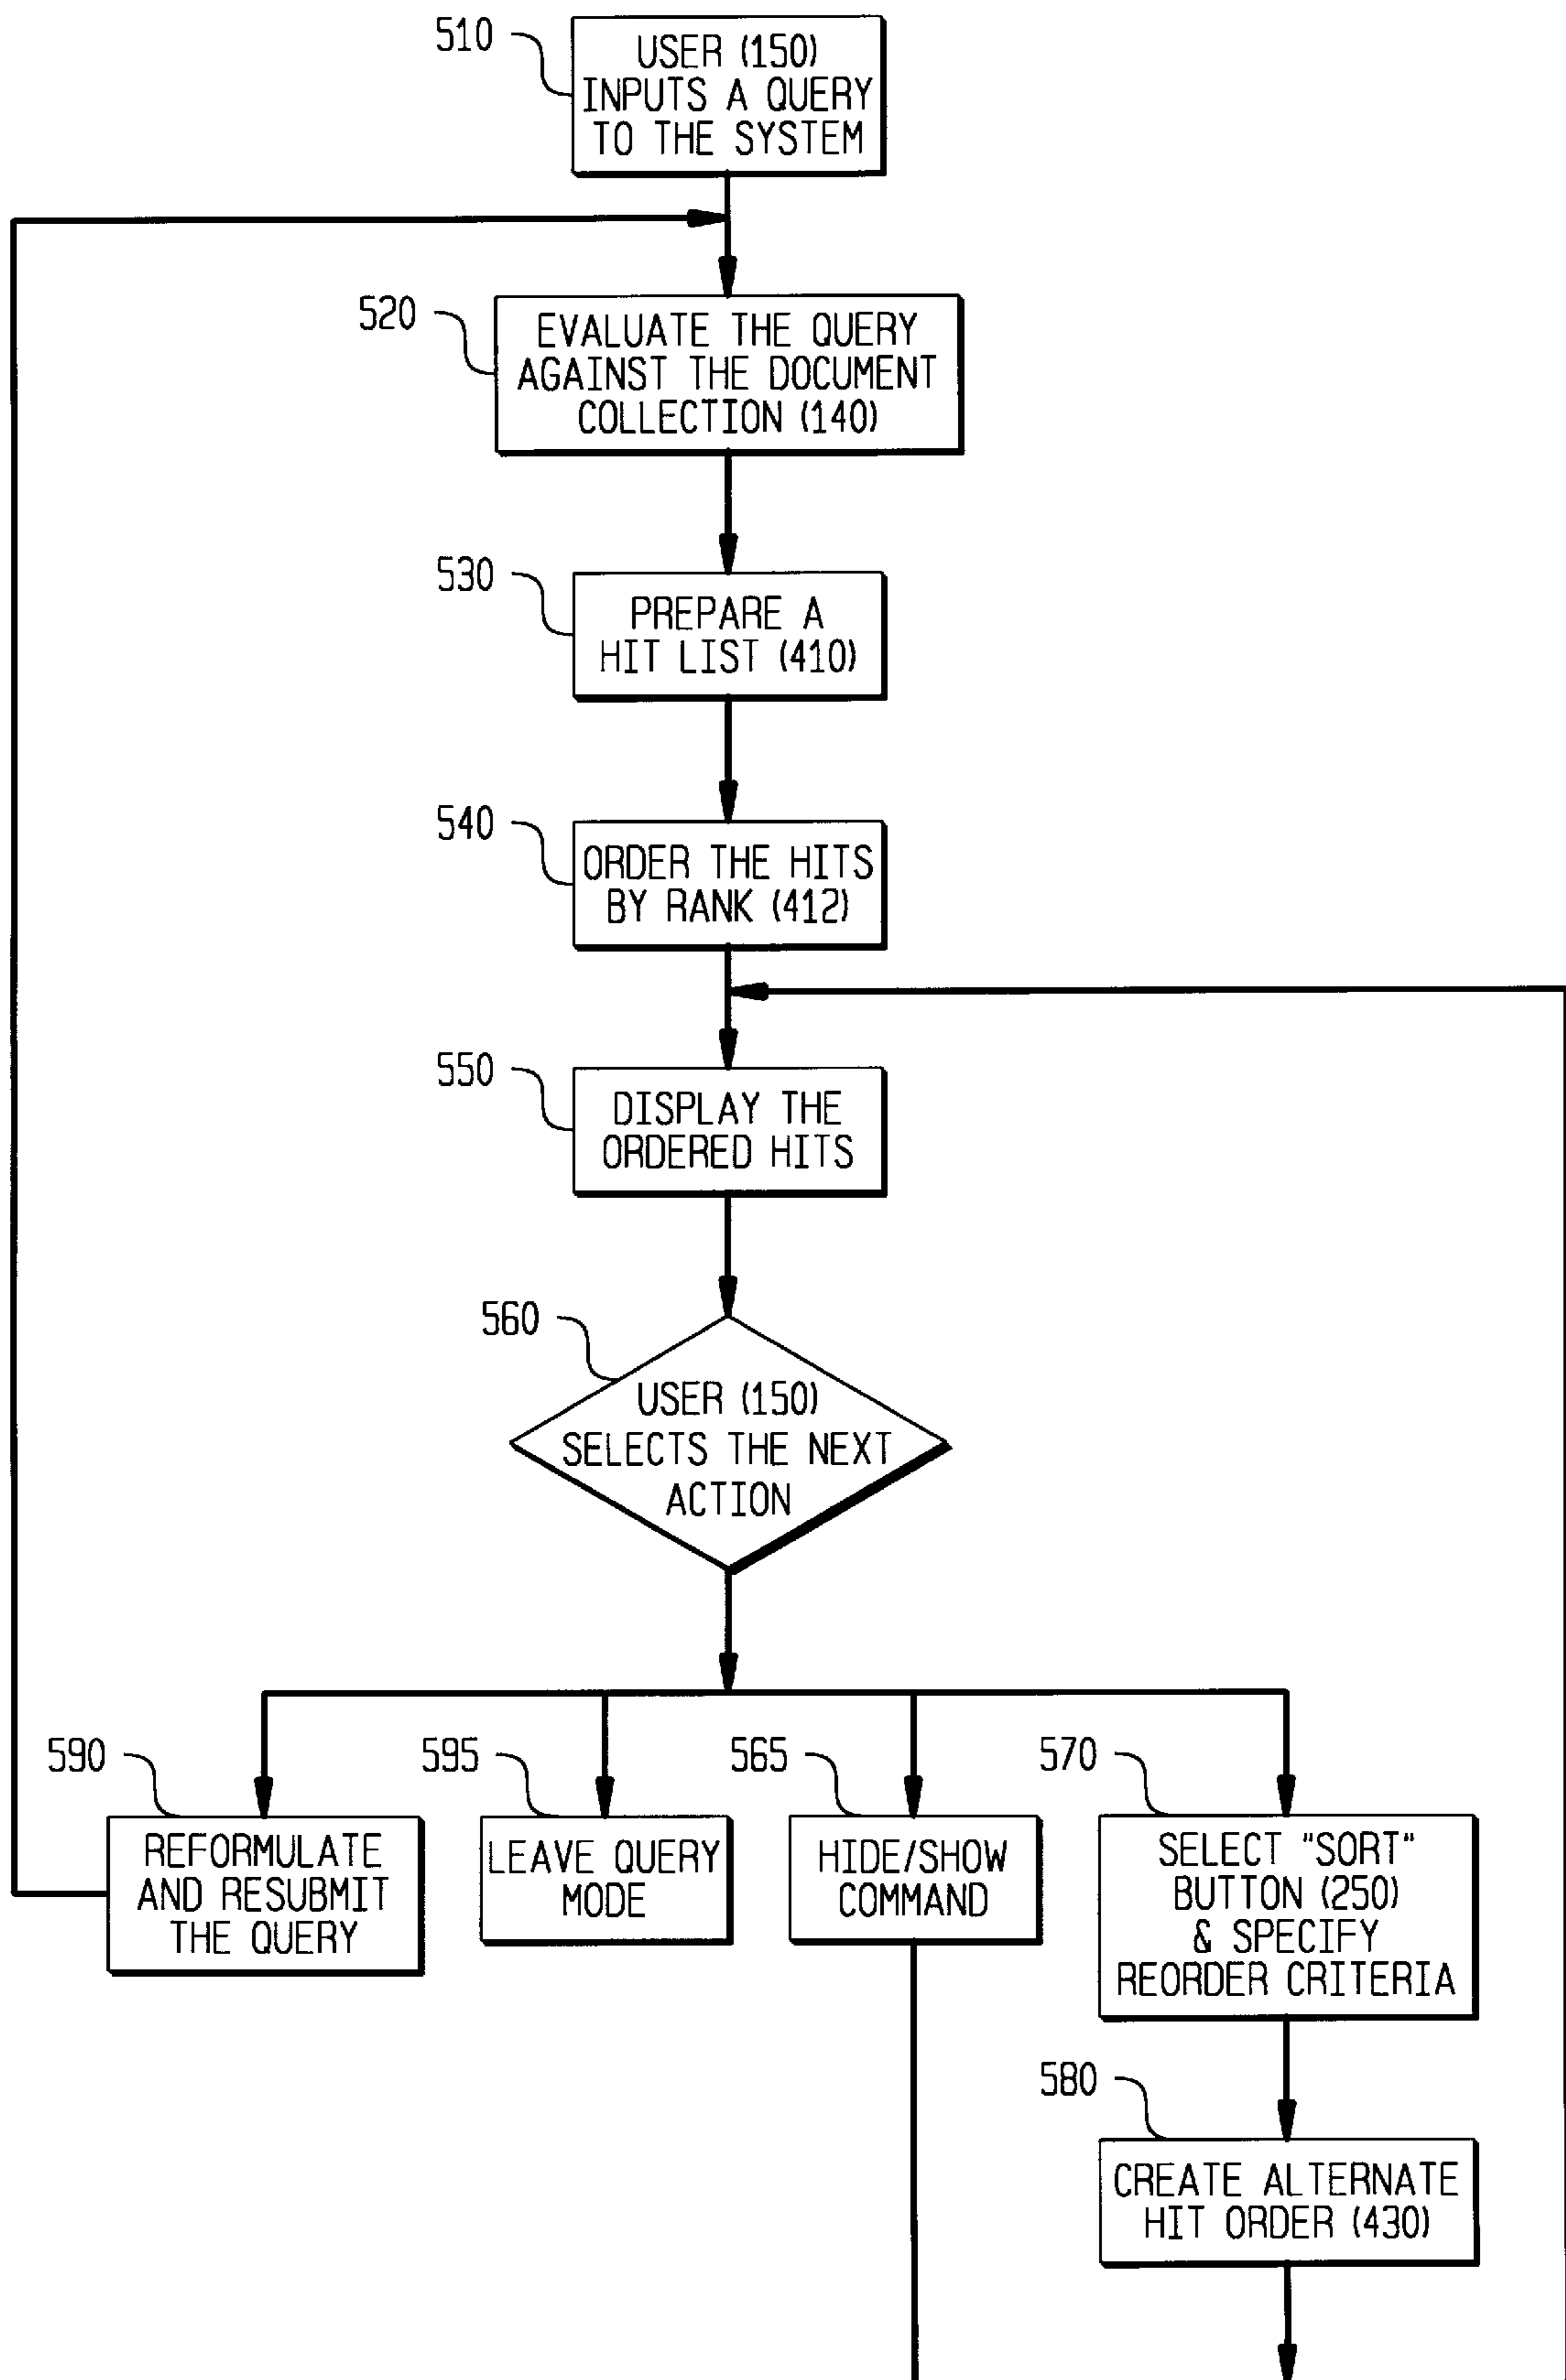 510
USER (150)
INPUTS A QUERY
TO THE SYSTEM
520
EVALUATE THE QUERY
AGAINST THE DOCUMENT
COLLECTION (140)
530
PREPARE A
HIT LIST (410)
540
ORDER THE HITS
BY RANK (412)
550
DISPLAY THE
ORDERED HITS
560
USER (150)
SELECTS THE NEXT
ACTION
590
REFORMULATE
AND RESUBMIT
THE QUERY
595
LEAVE QUERY
MODE
565
HIDE/SHOW
COMMAND
570
SELECT "SORT"
BUTTON (250)
& SPECIFY
REORDER CRITERIA
580
CREATE ALTERNATE
HIT ORDER (430)